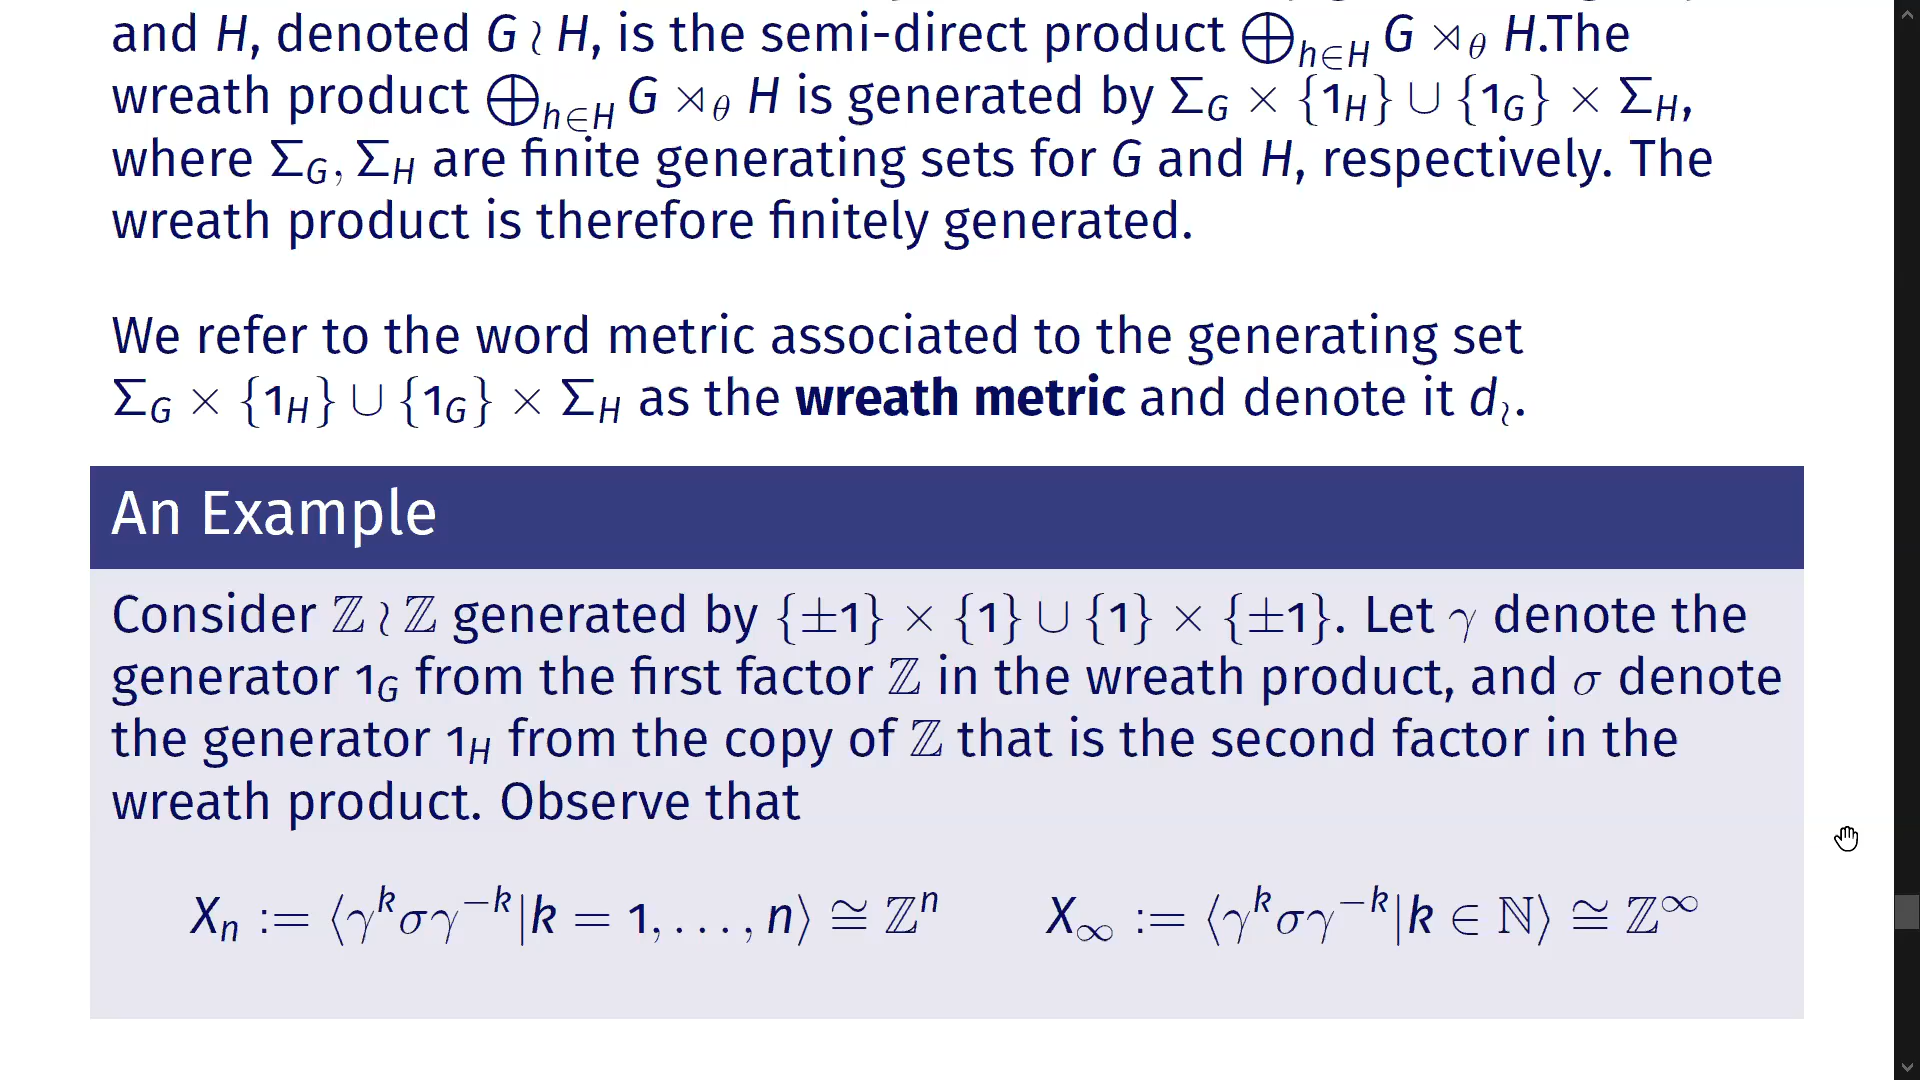 and H, denoted G ≀ H, is the semi-direct product ⨁_{h∈H} G ⋊_θ H.The
wreath product ⨁_{h∈H} G ⋊_θ H is generated by Σ_G × {1_H} ∪ {1_G} × Σ_H,
where Σ_G, Σ_H are finite generating sets for G and H, respectively. The
wreath product is therefore finitely generated.
We refer to the word metric associated to the generating set
Σ_G × {1_H} ∪ {1_G} × Σ_H as the wreath metric and denote it d_≀.
An Example
Consider ℤ ≀ ℤ generated by {±1} × {1} ∪ {1} × {±1}. Let γ denote the
generator 1_G from the first factor ℤ in the wreath product, and σ denote
the generator 1_H from the copy of ℤ that is the second factor in the
wreath product. Observe that
X_n := ⟨γ^k σγ^{−k}|k = 1, . . . , n⟩ ≅ ℤ^n X_∞ := ⟨γ^k σγ^{−k}|k ∈ ℕ⟩ ≅ ℤ^∞